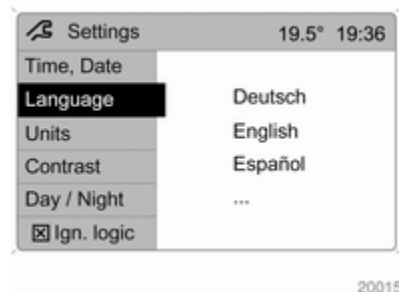 Settings 19.5° 19:36
Time, Date
Language Deutsch
Units English
Contrast Español
Day / Night ...
Ign. logic
20015